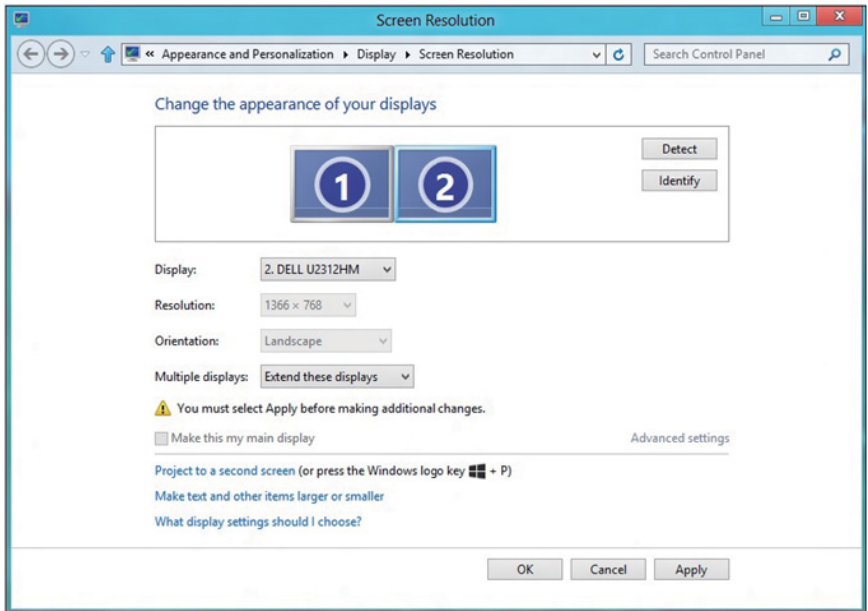 Screen Resolution
« Appearance and Personalization Display Screen Resolution Search Control Panel
Change the appearance of your displays
1 2
Detect
Identify
Display: 2. DELL U2312HM
Resolution: 1366 × 768
Orientation: Landscape
Multiple displays: Extend these displays
You must select Apply before making additional changes.
Make this my main display Advanced settings
Project to a second screen (or press the Windows logo key + P)
Make text and other items larger or smaller
What display settings should I choose?
OK Cancel Apply